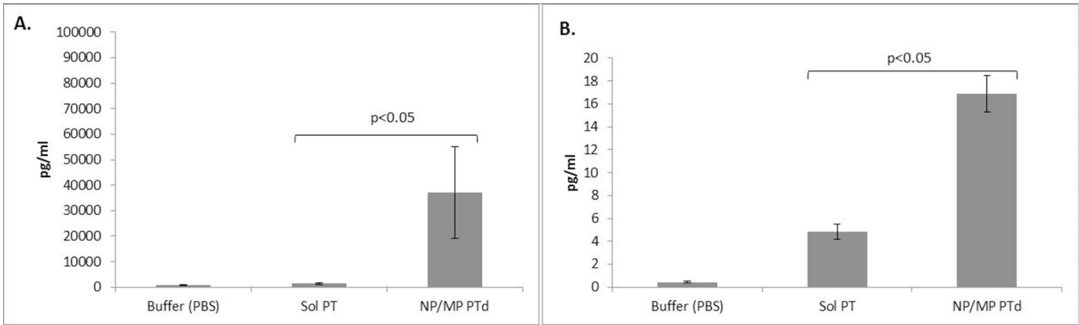 A.
100000
90000
80000
70000
60000
50000
40000
30000
20000
10000
0
pg/ml
p<0.05
Buffer (PBS) Sol PT NP/MP PTd
B.
20
18
16
14
12
10
8
6
4
2
0
pg/ml
p<0.05
Buffer (PBS) Sol PT NP/MP PTd